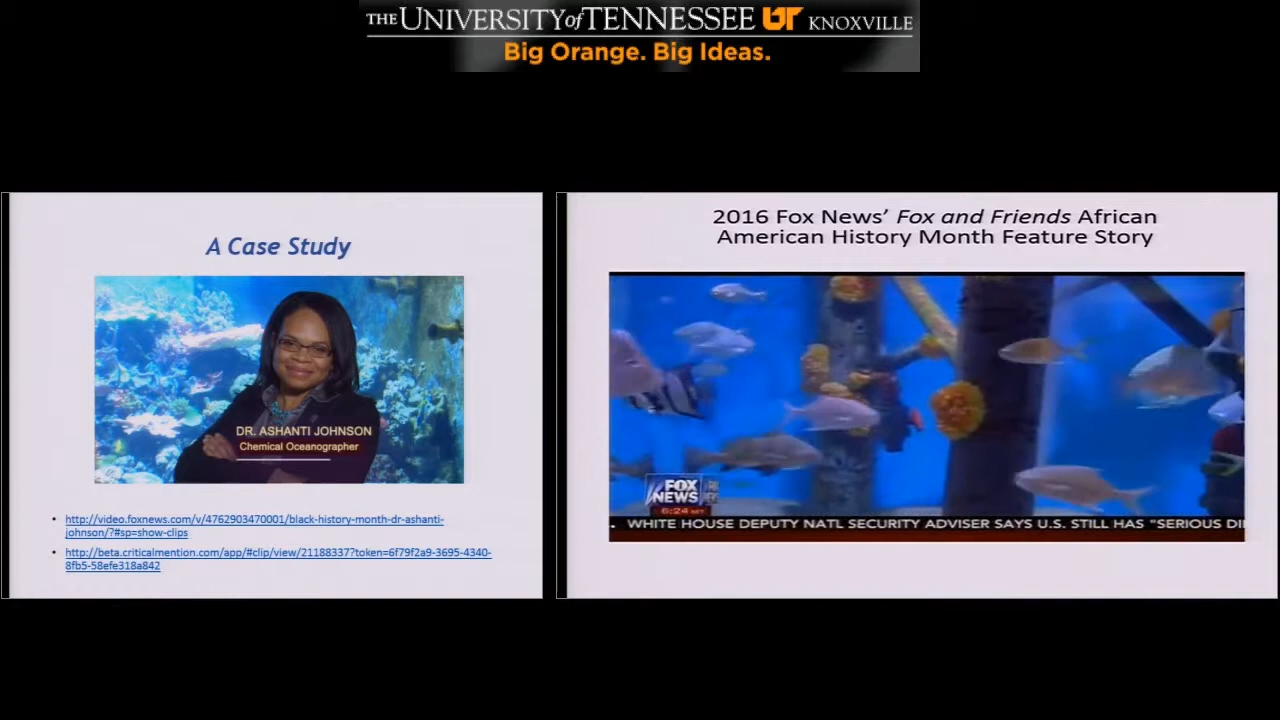 THE UNIVERSITY of TENNESSEE UT KNOXVILLE
Big Orange. Big Ideas.
A Case Study
DR. ASHANTI JOHNSON
Chemical Oceanographer
• http://video.foxnews.com/v/4762903470001/black-history-month-dr-ashanti-
johnson/?#sp=show-clips
• http://beta.criticalmention.com/app/#clip/view/21188337?token=6f79f2a9-3695-4340-
8fb5-58efe318a842
2016 Fox News’ Fox and Friends African
American History Month Feature Story
FOX
NEWS
6:24
. WHITE HOUSE DEPUTY NATL SECURITY ADVISER SAYS U.S. STILL HAS "SERIOUS DI